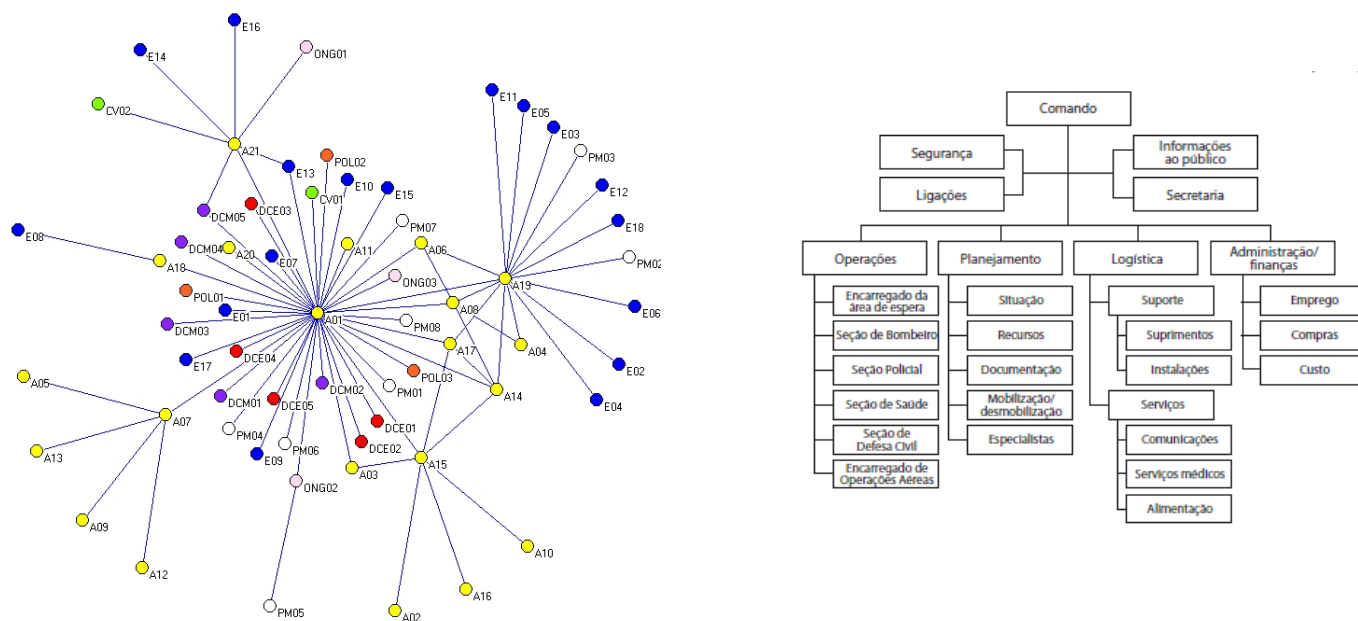 E16
E14
ONG01
CV02
A21
E13
POL02
CV01
E10
E15
DCM05
DCE03
PM07
E08
DCM04
A20
A11
A06
A18
E07
POL01
ONG03
E01
A01
A08
DCM03
PM08
A17
A04
E17
DCE04
POL03
A05
DCM01
DCM02
PM01
A14
A07
DCE05
DCE01
PM04
PM06
DCE02
A13
E09
A03
A15
ONG02
A09
A10
A12
A16
PM05
A02
E11
E05
E03
PM03
E12
E18
PM02
A19
E06
E02
E04
Comando
Segurança
Informações
ao público
Ligações
Secretaria
Operações
Planejamento
Logística
Administração/
finanças
Encarregado da
área de espera
Seção de Bombeiro
Seção Policial
Seção de Saúde
Seção de
Defesa Civil
Encarregado de
Operações Aéreas
Situação
Recursos
Documentação
Mobilização/
desmobilização
Especialistas
Suporte
Suprimentos
Instalações
Serviços
Comunicações
Serviços médicos
Alimentação
Emprego
Compras
Custo